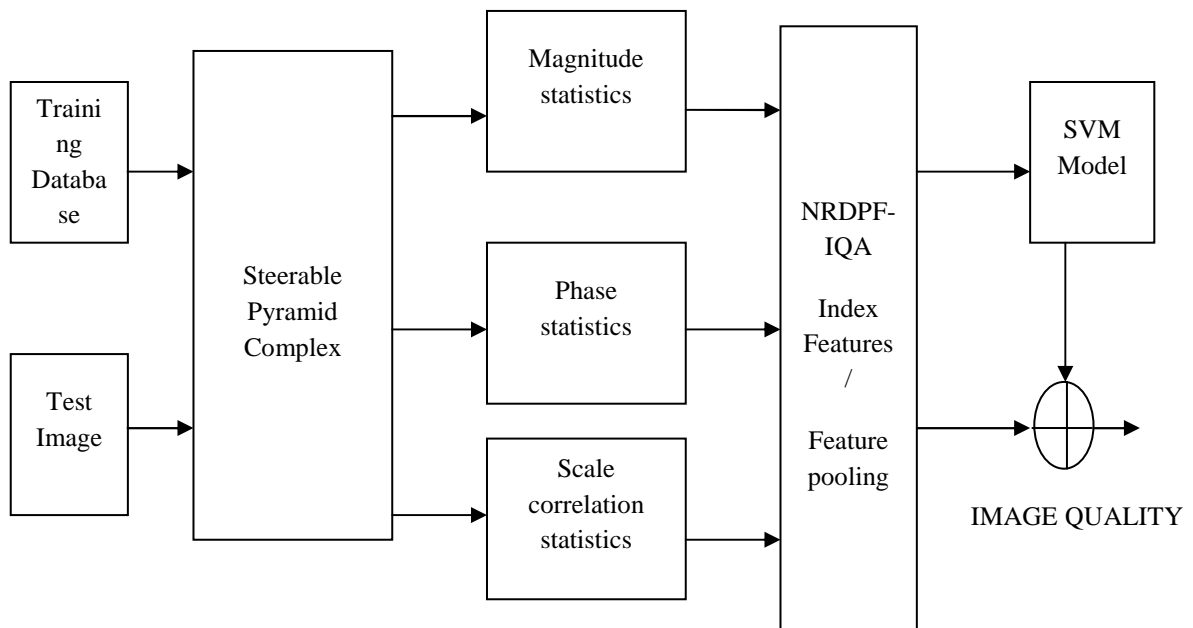 Traini
ng
Databa
se
Test
Image
Steerable
Pyramid
Complex
Magnitude
statistics
Phase
statistics
Scale
correlation
statistics
NRDPF-
IQA
Index
Features
/
Feature
pooling
SVM
Model
IMAGE QUALITY